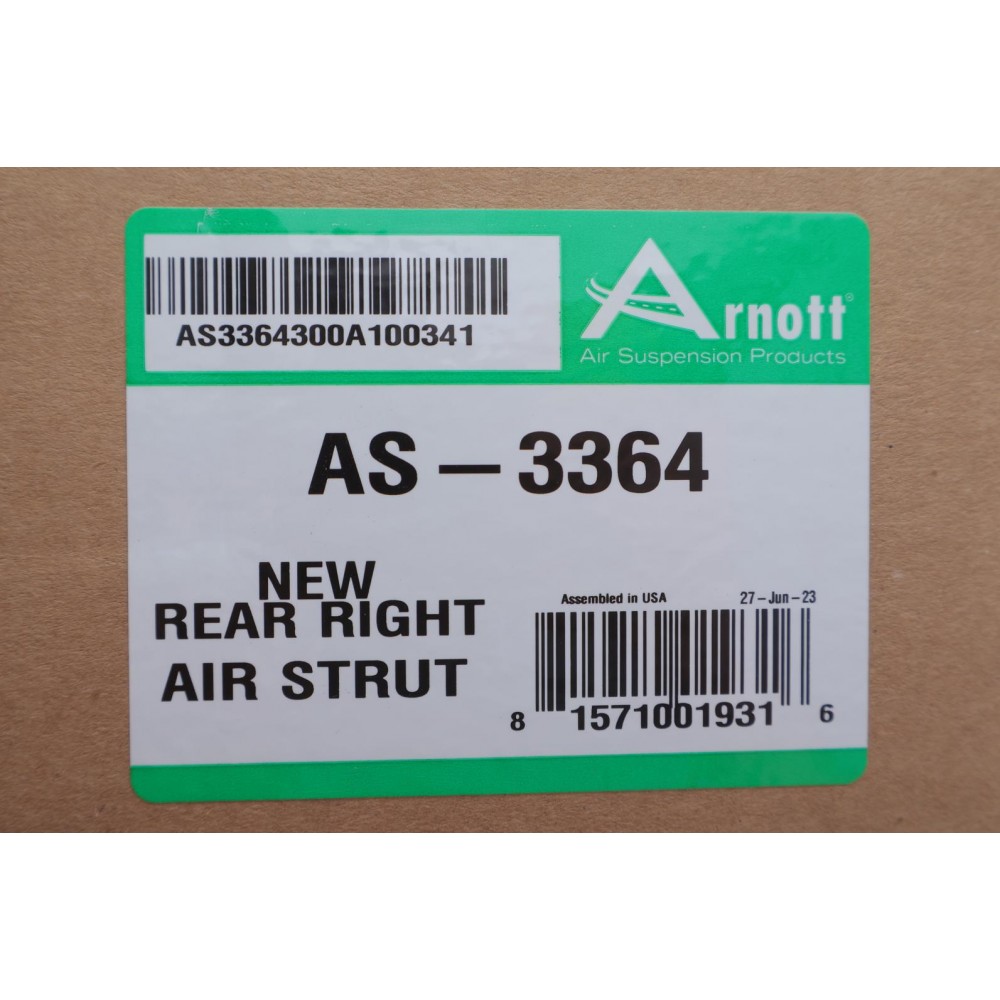 AS3364300A100341
Arnott®
Air Suspension Products
AS – 3364
NEW
REAR RIGHT
AIR STRUT
Assembled in USA 27-Jun-23
8 1571001931 6